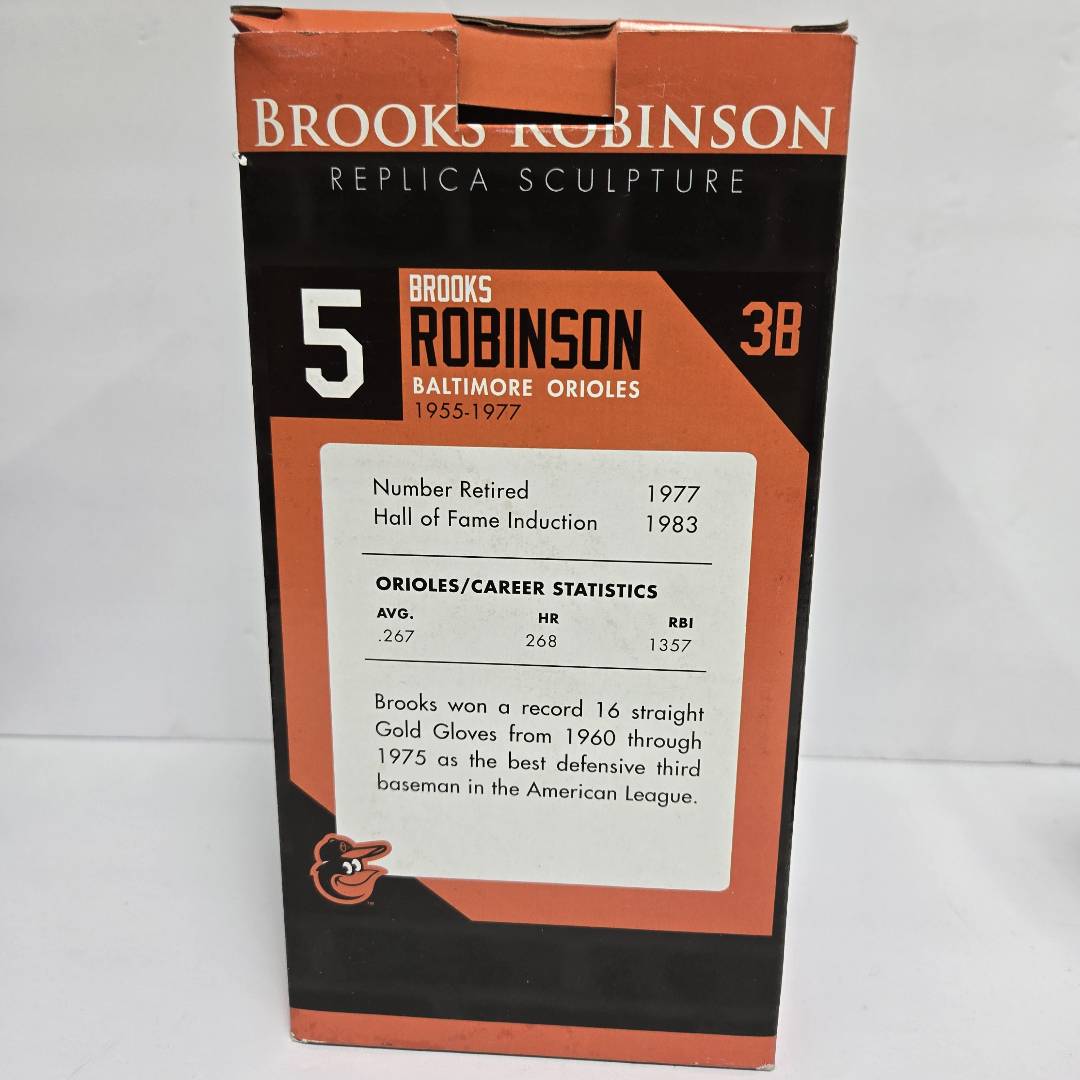 BROOKS ROBINSON
REPLICA SCULPTURE
5
BROOKS
ROBINSON
BALTIMORE ORIOLES
1955-1977
3B
Number Retired 1977
Hall of Fame Induction 1983
ORIOLES/CAREER STATISTICS
AVG. HR RBI
.267 268 1357
Brooks won a record 16 straight
Gold Gloves from 1960 through
1975 as the best defensive third
baseman in the American League.